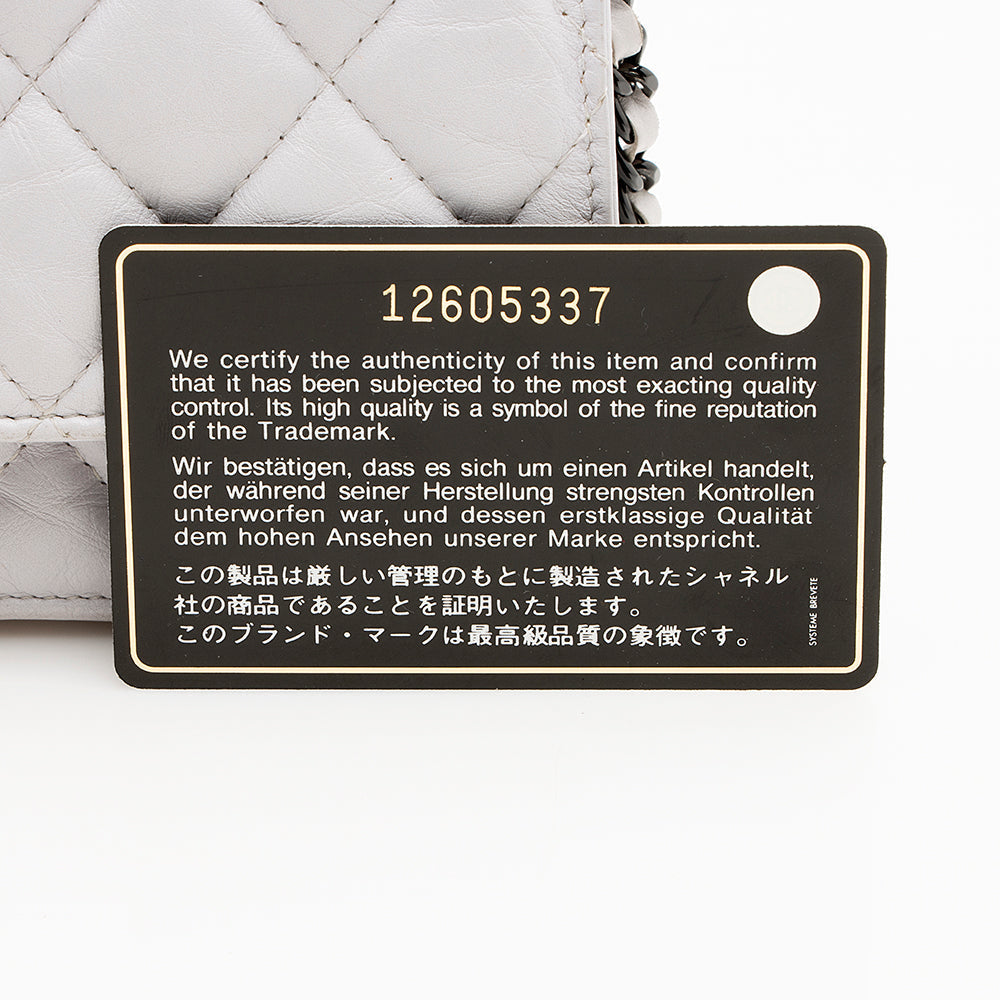 12605337
We certify the authenticity of this item and confirm
that it has been subjected to the most exacting quality
control. Its high quality is a symbol of the fine reputation
of the Trademark.
Wir bestätigen, dass es sich um einen Artikel handelt,
der während seiner Herstellung strengsten Kontrollen
unterworfen war, und dessen erstklassige Qualität
dem hohen Ansehen unserer Marke entspricht.
この製品は厳しい管理のもとに製造されたシャネル
社の商品であることを証明いたします。
このブランド・マークは最高級品質の象徴です。
SYSTEME BREVETE